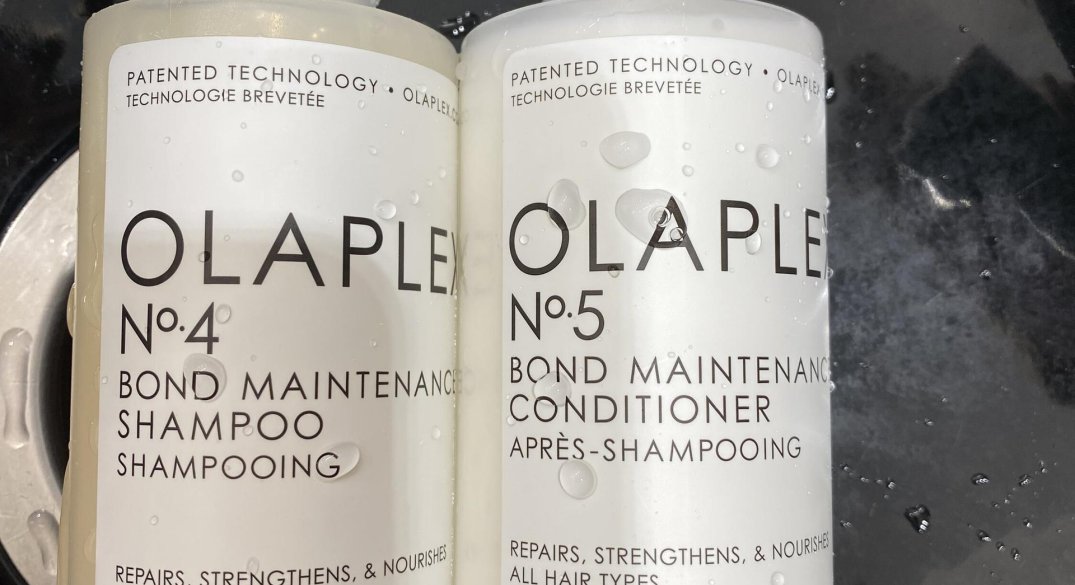 PATENTED TECHNOLOGY • OLAPLEX.C
TECHNOLOGIE BREVETÉE
OLAPLEX
Nº.4
BOND MAINTENANCE
SHAMPOO
SHAMPOOING
REPAIRS, STRENGTHENS, & NOURISHES
PATENTED TECHNOLOGY • OLAPLEX
TECHNOLOGIE BREVETÉE
OLAPLEX
Nº.5
BOND MAINTENANC
CONDITIONER
APRÈS-SHAMPOOING
REPAIRS, STRENGTHENS, & NOURISHES
ALL HAIR TYPES